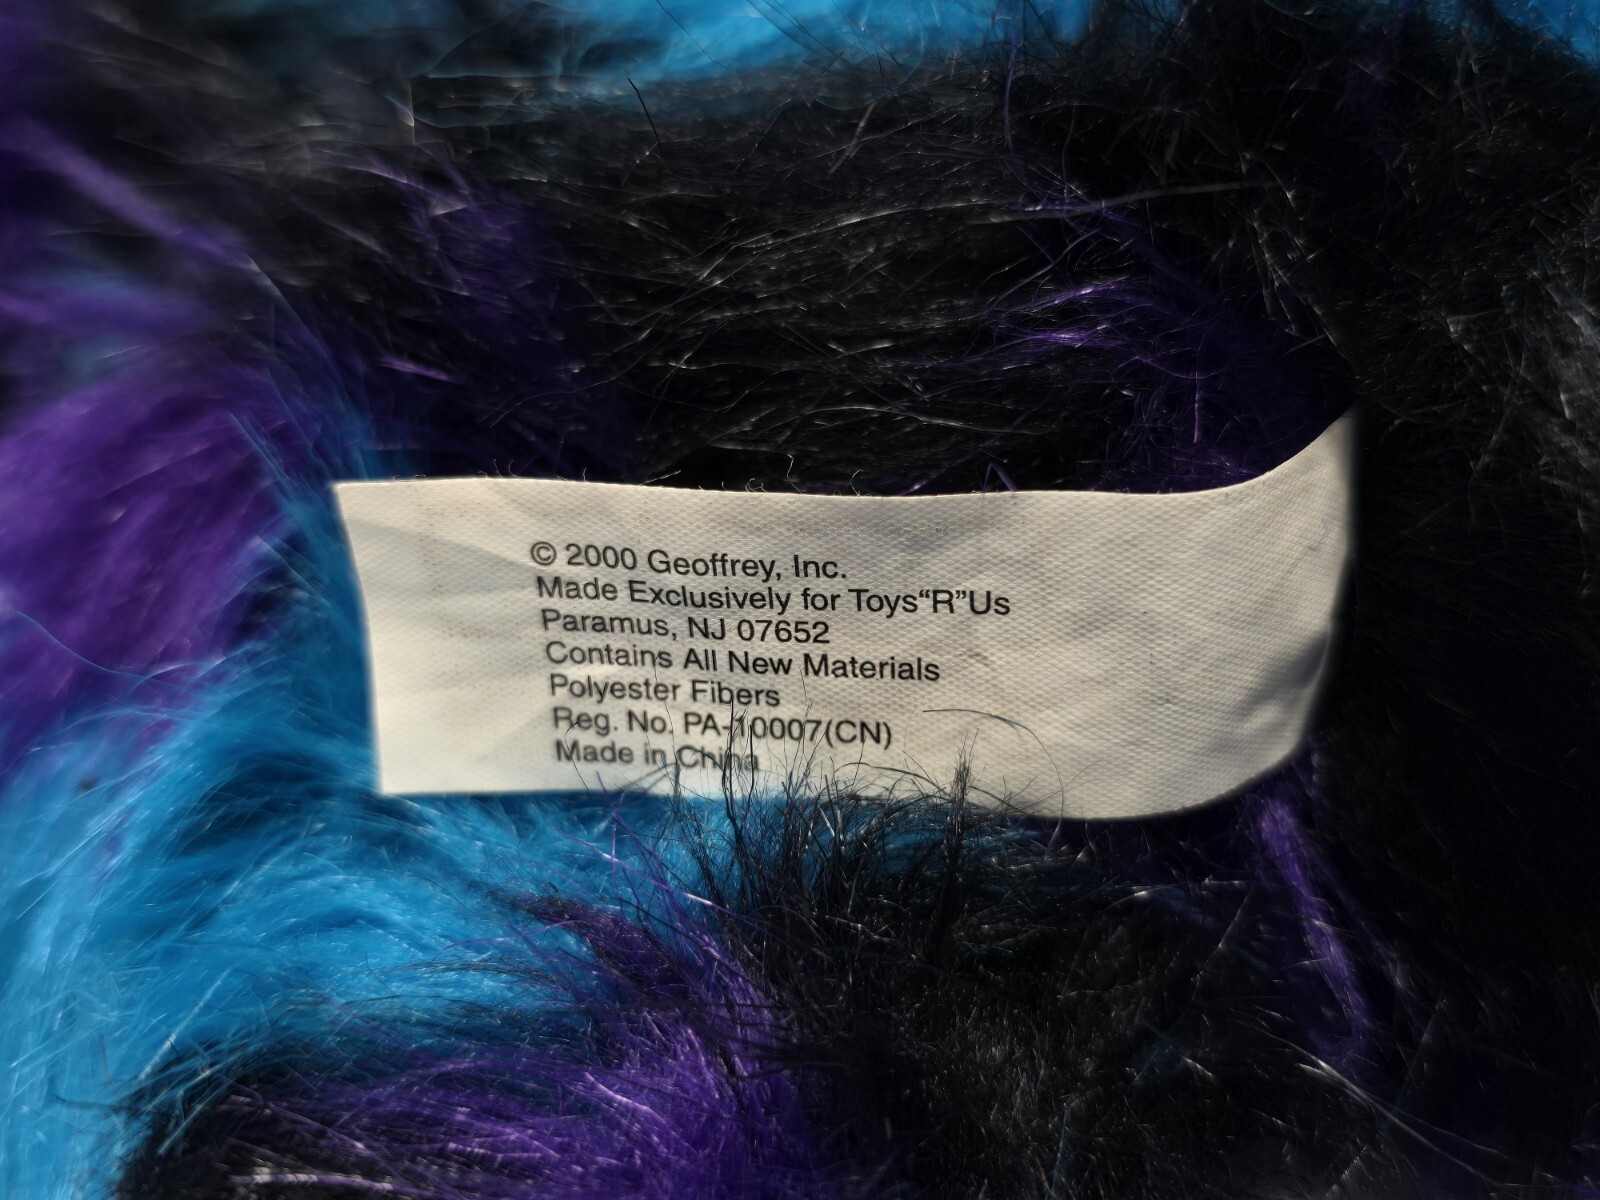 © 2000 Geoffrey, Inc.
Made Exclusively for Toys“R”Us
Paramus, NJ 07652
Contains All New Materials
Polyester Fibers
Reg. No. PA-10007(CN)
Made in China